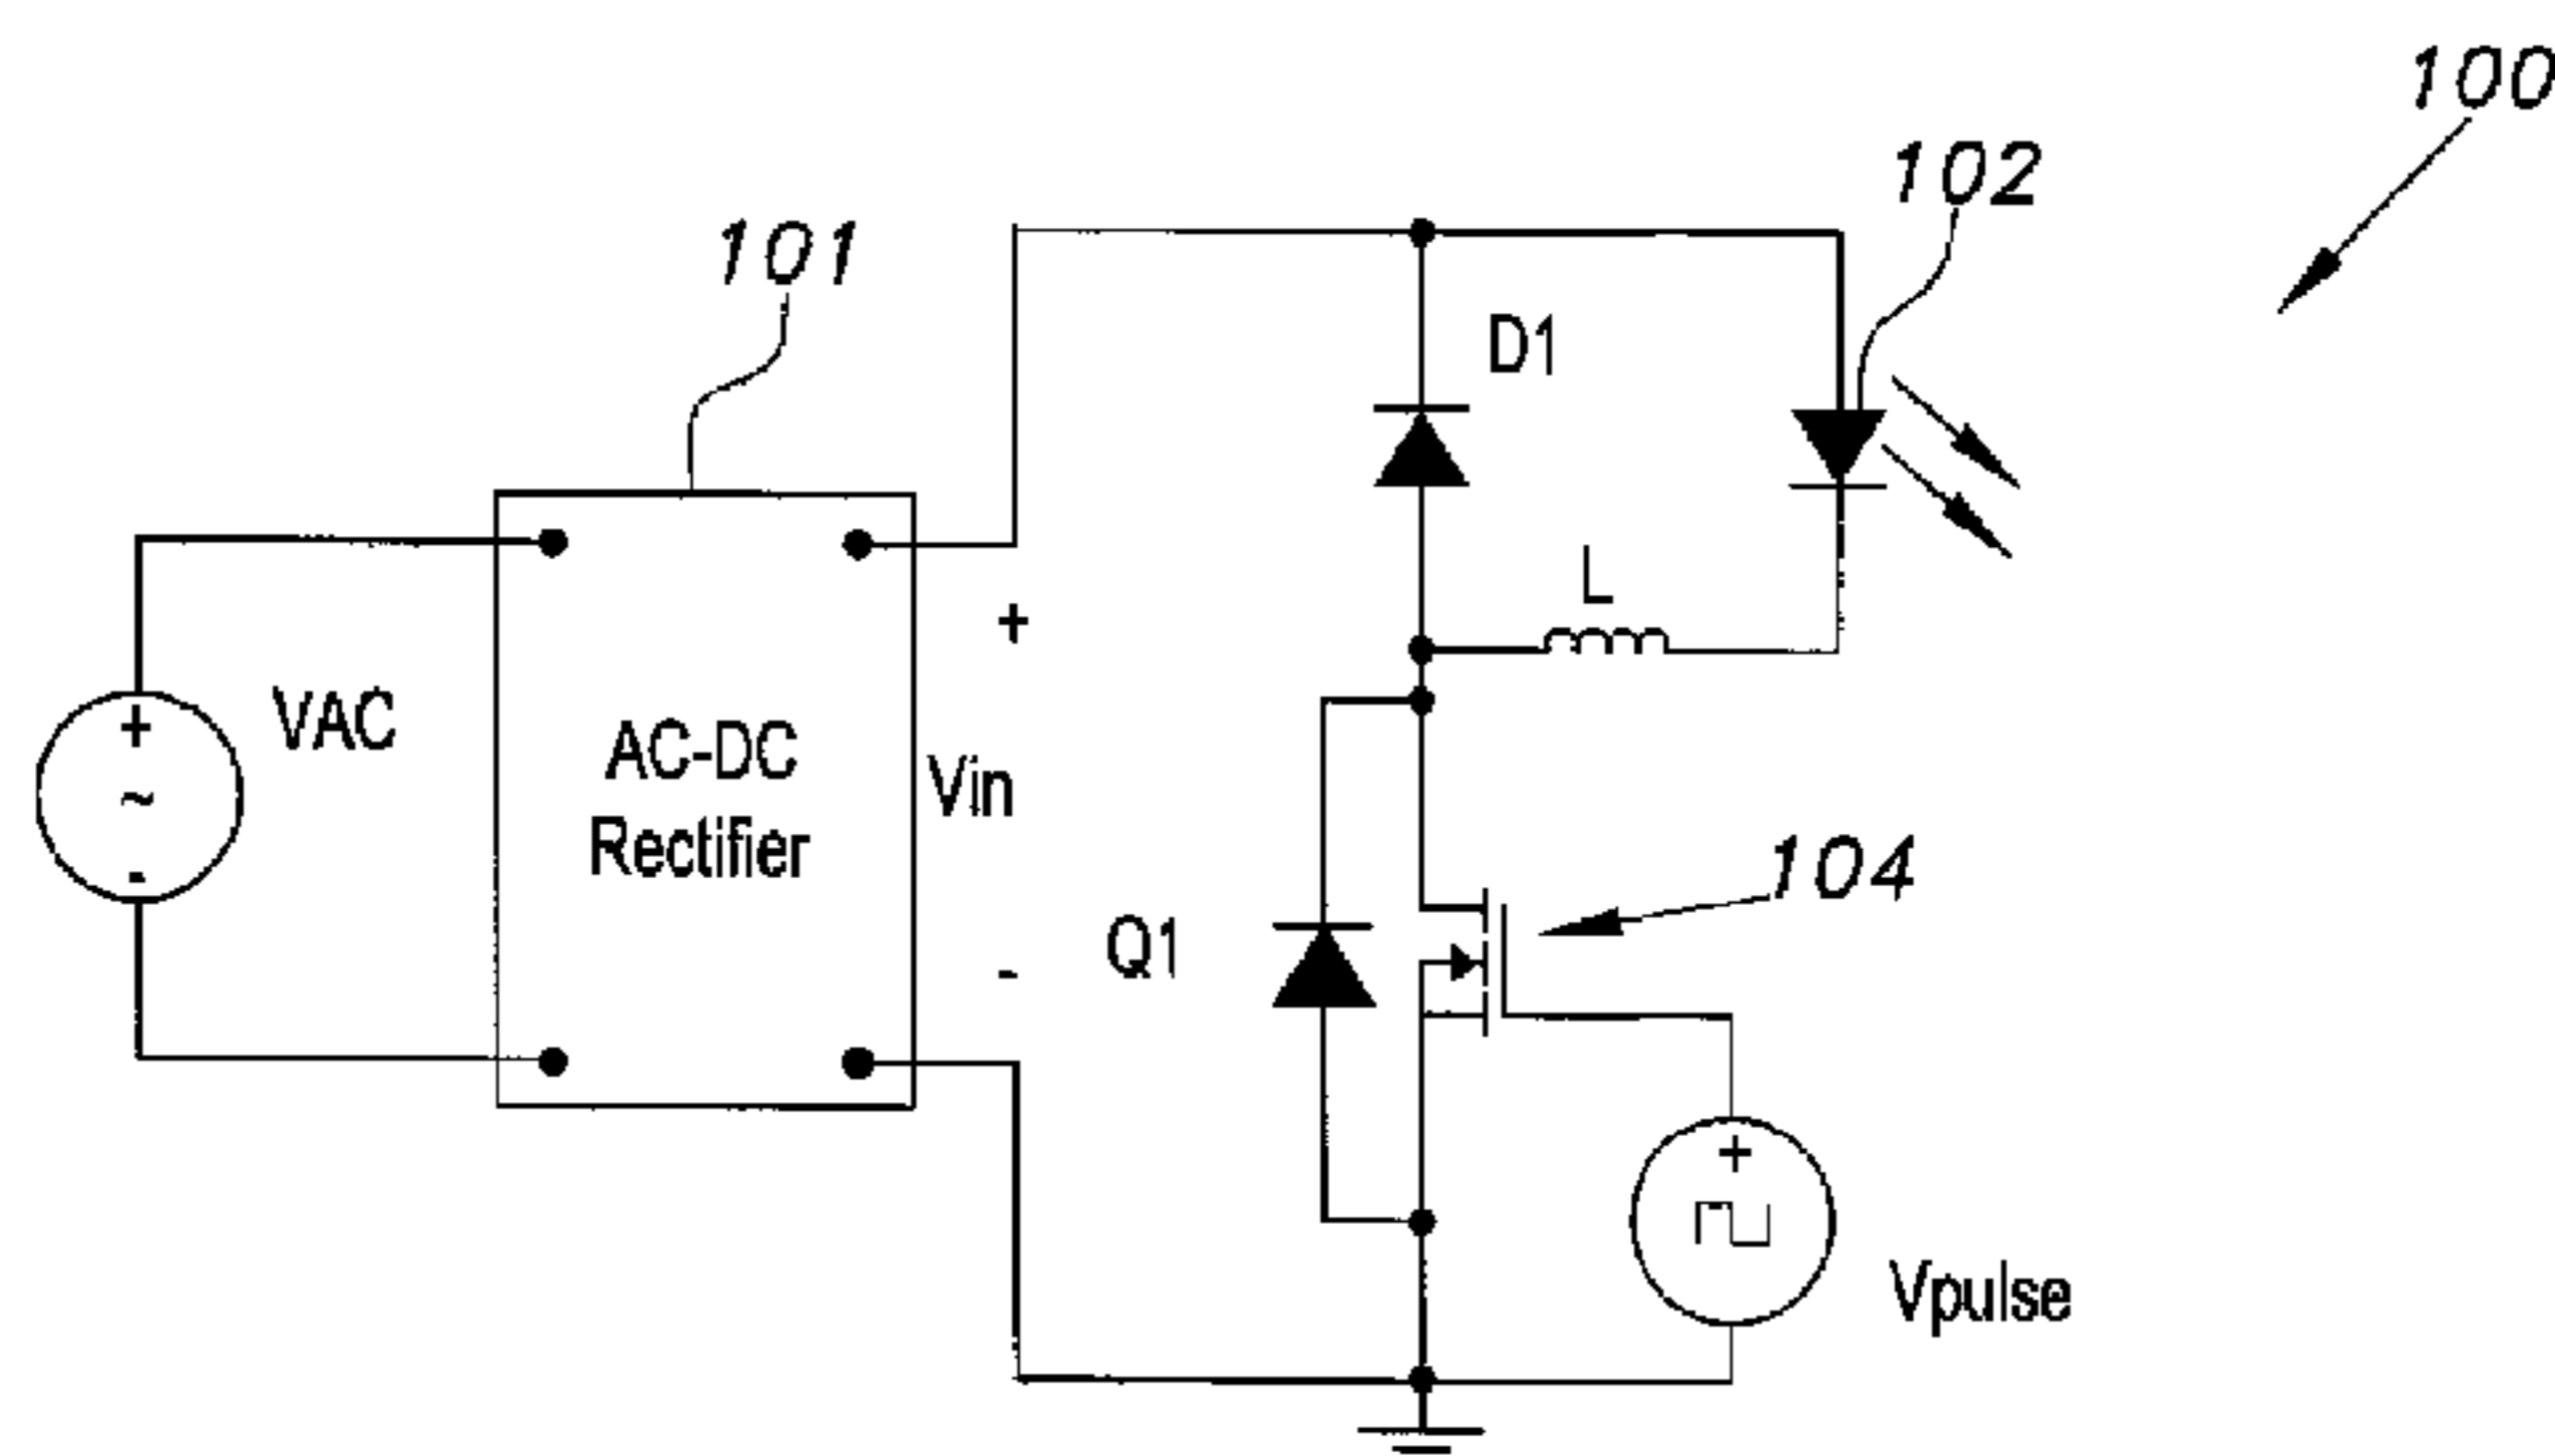 100
102
101
D1
L
+
VAC
+
~
-
AC-DC
Rectifier
Vin
-
Q1
104
+
Vpulse